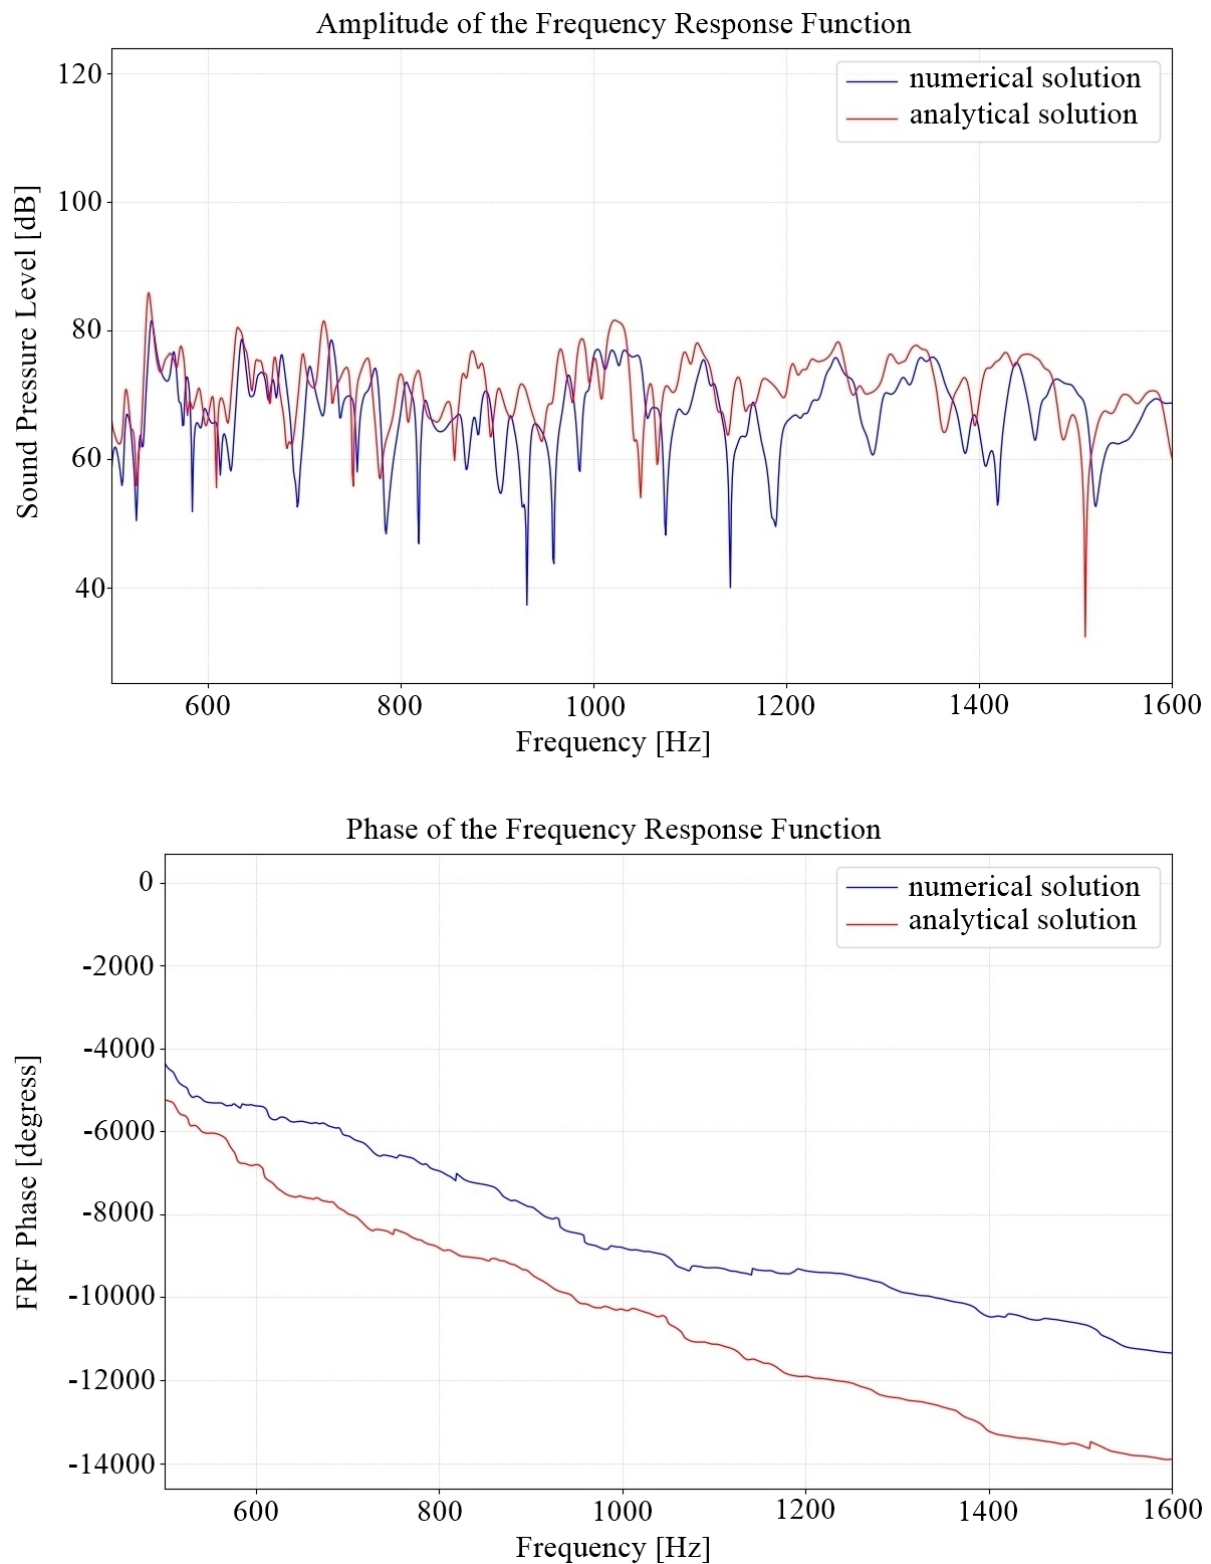 Amplitude of the Frequency Response Function
120
100
80
60
40
Sound Pressure Level [dB]
numerical solution
analytical solution
600 800 1000 1200 1400 1600
Frequency [Hz]
Phase of the Frequency Response Function
0
-2000
-4000
-6000
-8000
-10000
-12000
-14000
FRF Phase [degress]
numerical solution
analytical solution
600 800 1000 1200 1400 1600
Frequency [Hz]